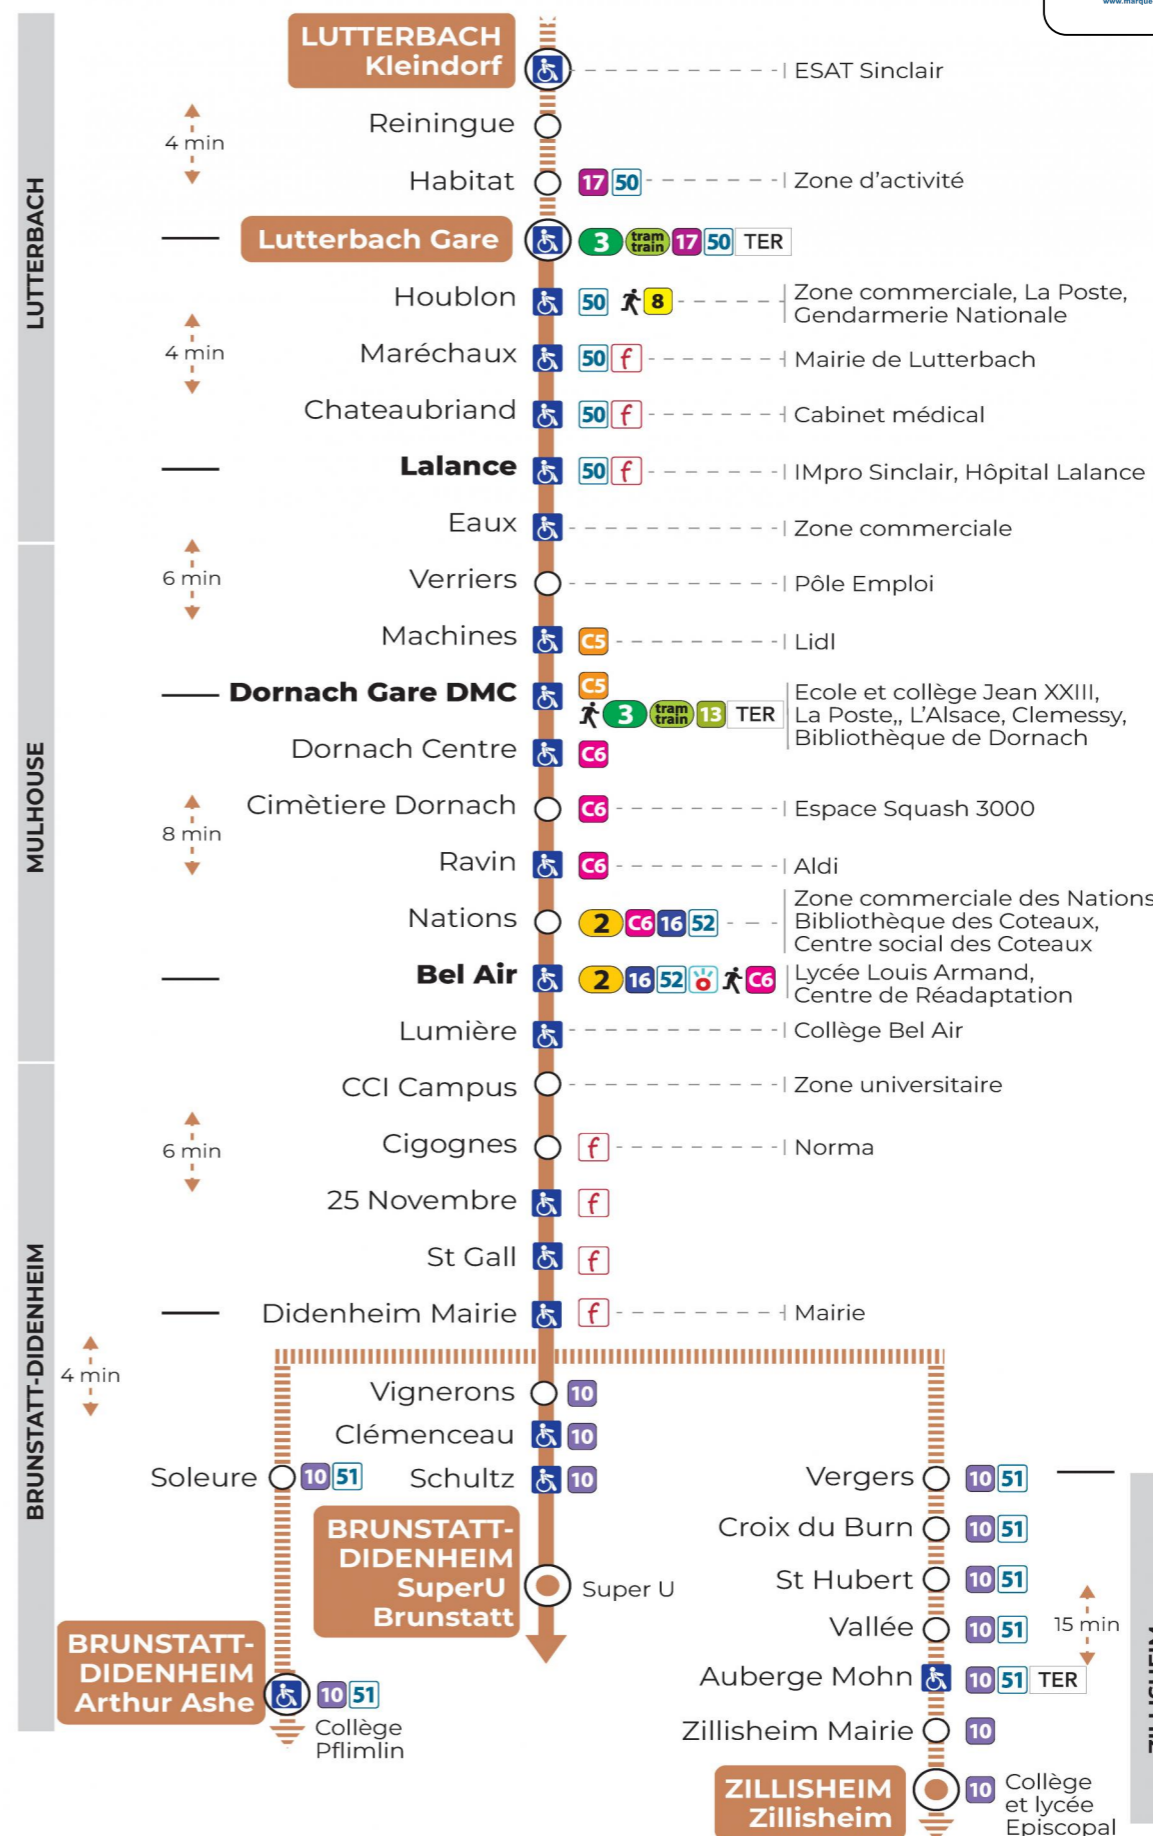 www.marque
LUTTERBACH
Kleindorf
ESAT Sinclair
Reiningue
4 min
Habitat
17 50
Zone d'activité
LUTTERBACH
Lutterbach Gare
3 tram train 17 50 TER
Houblon
50 8
Zone commerciale, La Poste,
Gendarmerie Nationale
4 min
Maréchaux
50 f
Mairie de Lutterbach
Chateaubriand
50 f
Cabinet médical
Lalance
50 f
IMpro Sinclair, Hôpital Lalance
Eaux
Zone commerciale
6 min
Verriers
Pôle Emploi
Machines
C5
Lidl
MULHOUSE
Dornach Gare DMC
C5
3 tram train 13 TER
Ecole et collège Jean XXIII,
La Poste,, L'Alsace, Clemessy,
Bibliothèque de Dornach
Dornach Centre
C6
Cimètiere Dornach
C6
Espace Squash 3000
8 min
Ravin
C6
Aldi
Nations
2 C6 16 52
Zone commerciale des Nations
Bibliothèque des Coteaux,
Centre social des Coteaux
Bel Air
2 16 52 C6
Lycée Louis Armand,
Centre de Réadaptation
Lumière
Collège Bel Air
CCI Campus
Zone universitaire
6 min
Cigognes
f
Norma
25 Novembre
f
St Gall
f
BRUNSTATT-DIDENHEIM
Didenheim Mairie
f
Mairie
4 min
Vignerons
10
Clémenceau
10
Schultz
10
BRUNSTATT-
DIDENHEIM
SuperU
Brunstatt
Super U
Soleure
10 51
BRUNSTATT-
DIDENHEIM
Arthur Ashe
10 51
Collège
Pflimlin
Vergers
10 51
Croix du Burn
10 51
St Hubert
10 51
15 min
Vallée
10 51
Auberge Mohn
10 51 TER
Zillisheim Mairie
10
ZILLISHEIM
Zillisheim
10
Collège
et lycée
Episcopal
ZILLISHEIM